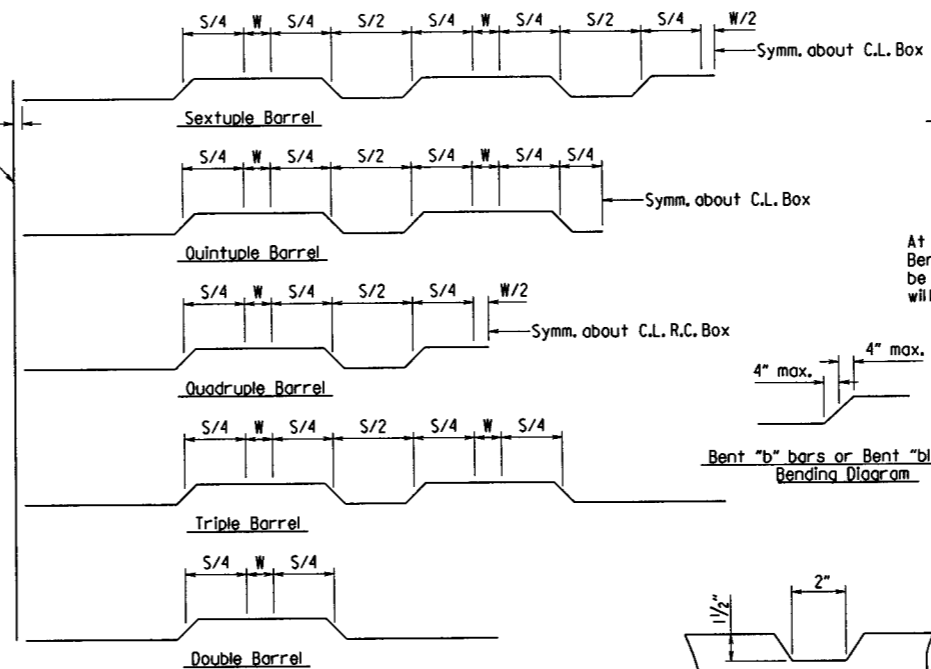 S/4 W S/4 S/2 S/4 W S/4 S/2 S/4 W/2
Symm. about C.L. Box
Sextuple Barrel
S/4 W S/4 S/2 S/4 W S/4 S/4
Symm. about C.L. Box
Quintuple Barrel
S/4 W S/4 S/2 S/4 W/2
Symm. about C.L. R.C. Box
Quadruple Barrel
S/4 W S/4 S/2 S/4 W S/4
Triple Barrel
S/4 W S/4
Double Barrel
At
Ben
be
will
4" max.
4" max.
Bent "b" bars or Bent "bl
Bending Diagram
2"
1½"